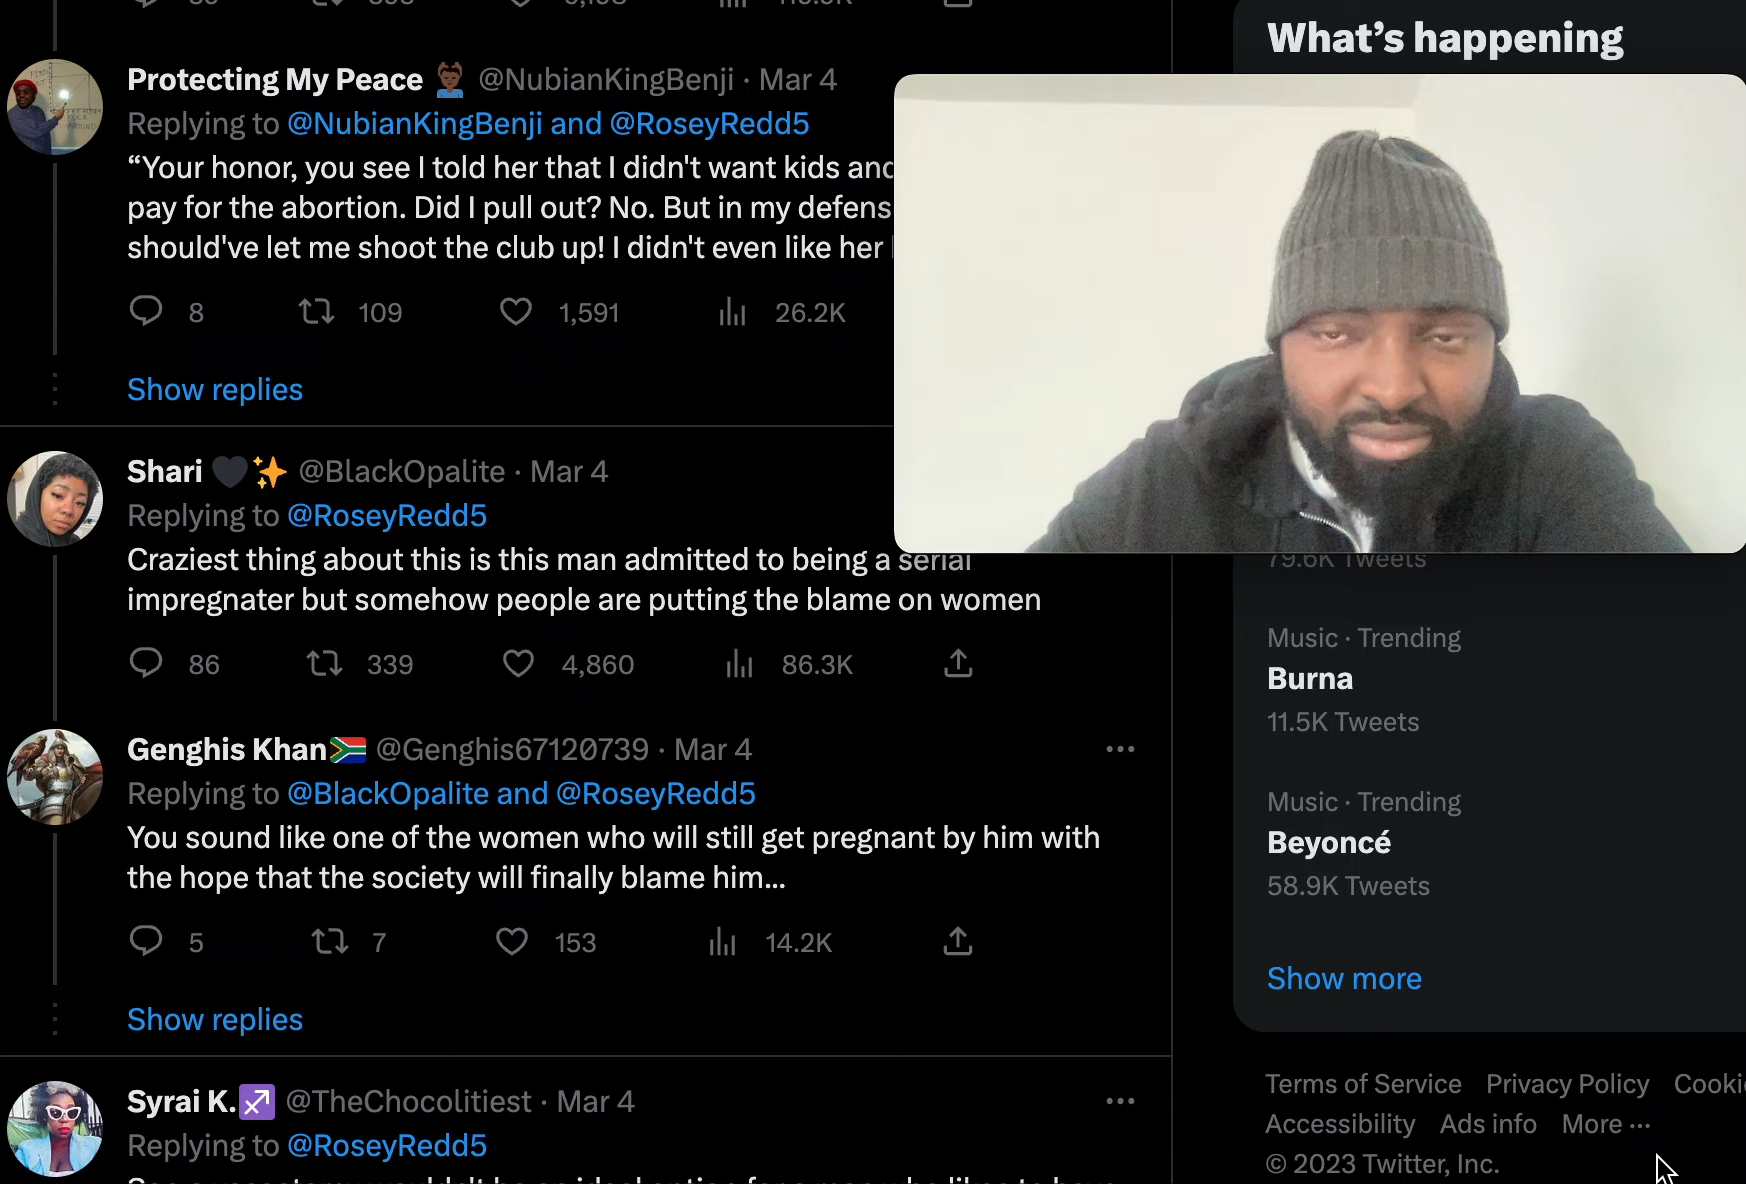 Protecting My Peace @NubianKingBenji · Mar 4
Replying to @NubianKingBenji and @RoseyRedd5
“Your honor, you see I told her that I didn't want kids and
pay for the abortion. Did I pull out? No. But in my defens
should've let me shoot the club up! I didn't even like her
8 109 1,591 26.2K
Show replies
Shari @BlackOpalite · Mar 4
Replying to @RoseyRedd5
Craziest thing about this is this man admitted to being a serial
impregnater but somehow people are putting the blame on women
86 339 4,860 86.3K
Genghis Khan @Genghis67120739 · Mar 4
Replying to @BlackOpalite and @RoseyRedd5
You sound like one of the women who will still get pregnant by him with
the hope that the society will finally blame him...
5 7 153 14.2K
Show replies
Syrai K. @TheChocolitiest · Mar 4
Replying to @RoseyRedd5
What’s happening
79.6K Tweets
Music · Trending
Burna
11.5K Tweets
Music · Trending
Beyoncé
58.9K Tweets
Show more
Terms of Service Privacy Policy Cooki
Accessibility Ads info More ···
© 2023 Twitter, Inc.